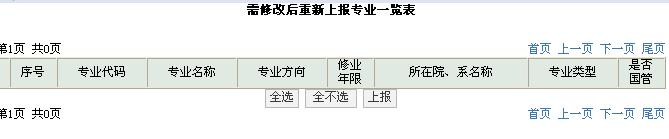 需修改后重新上报专业一览表
第1页 共0页 首页 上一页 下一页 尾页
序号 专业代码 专业名称 专业方向 修业年限 所在院、系名称 专业类型 是否国管
全选 全不选 上报
第1页 共0页 首页 上一页 下一页 尾页